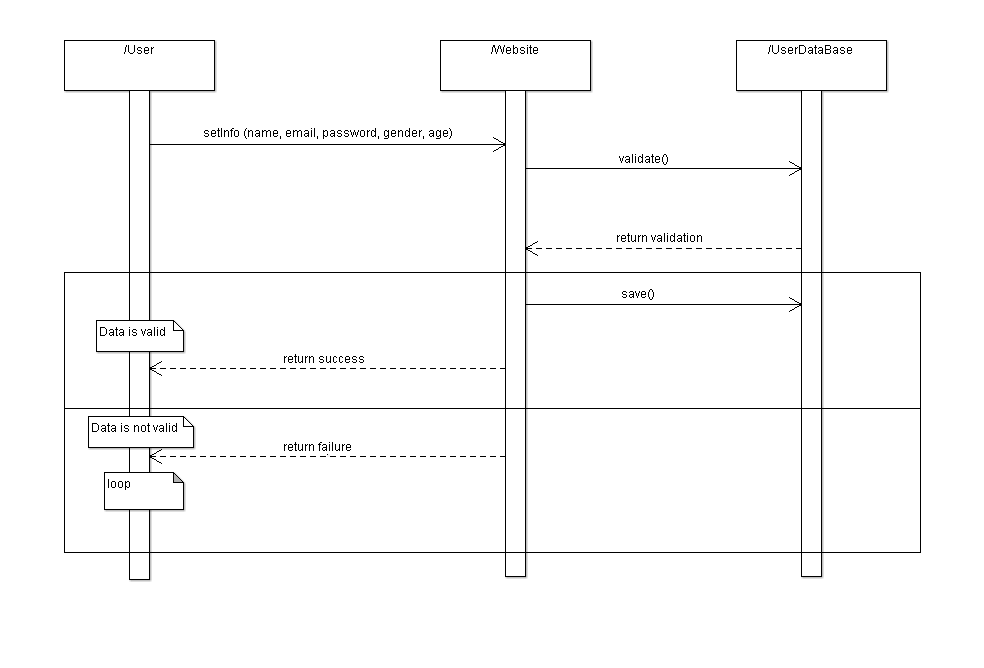 /User
/Website
/UserDataBase
setInfo (name, email, password, gender, age)
validate()
return validation
save()
Data is valid
return success
Data is not valid
return failure
loop